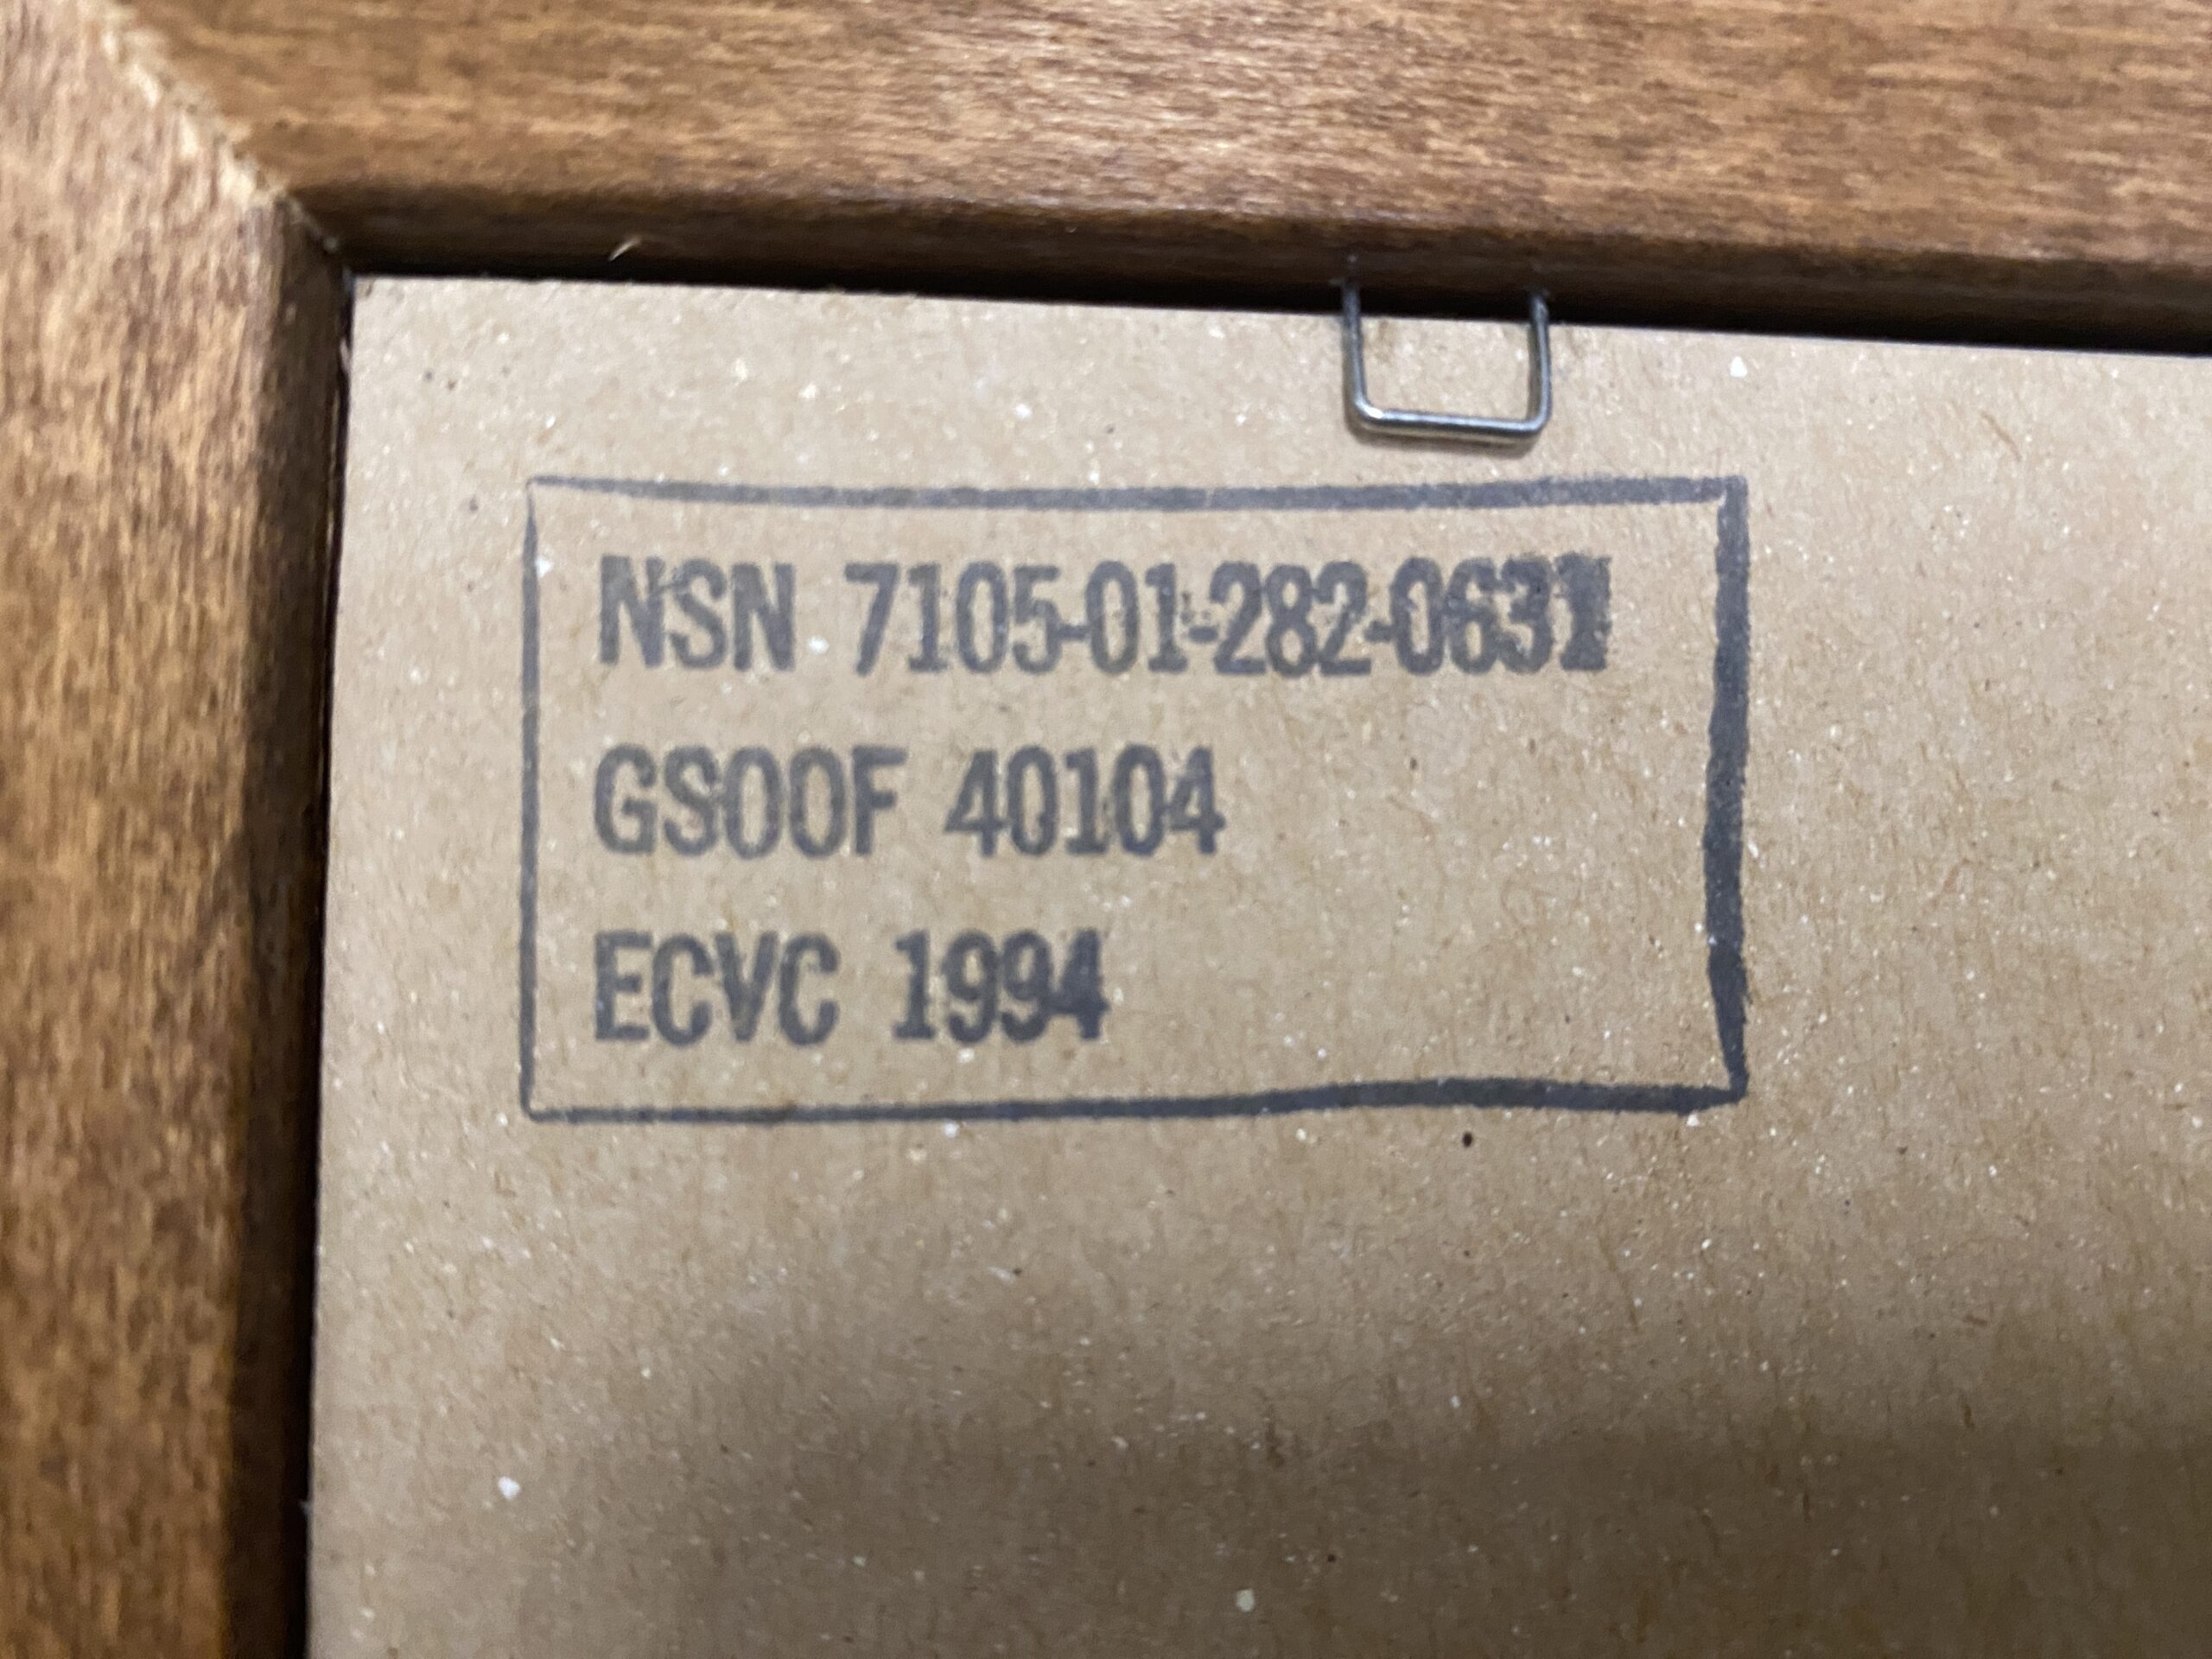 NSN 7105-01-282-0631
GS00F 40104
ECVC 1994